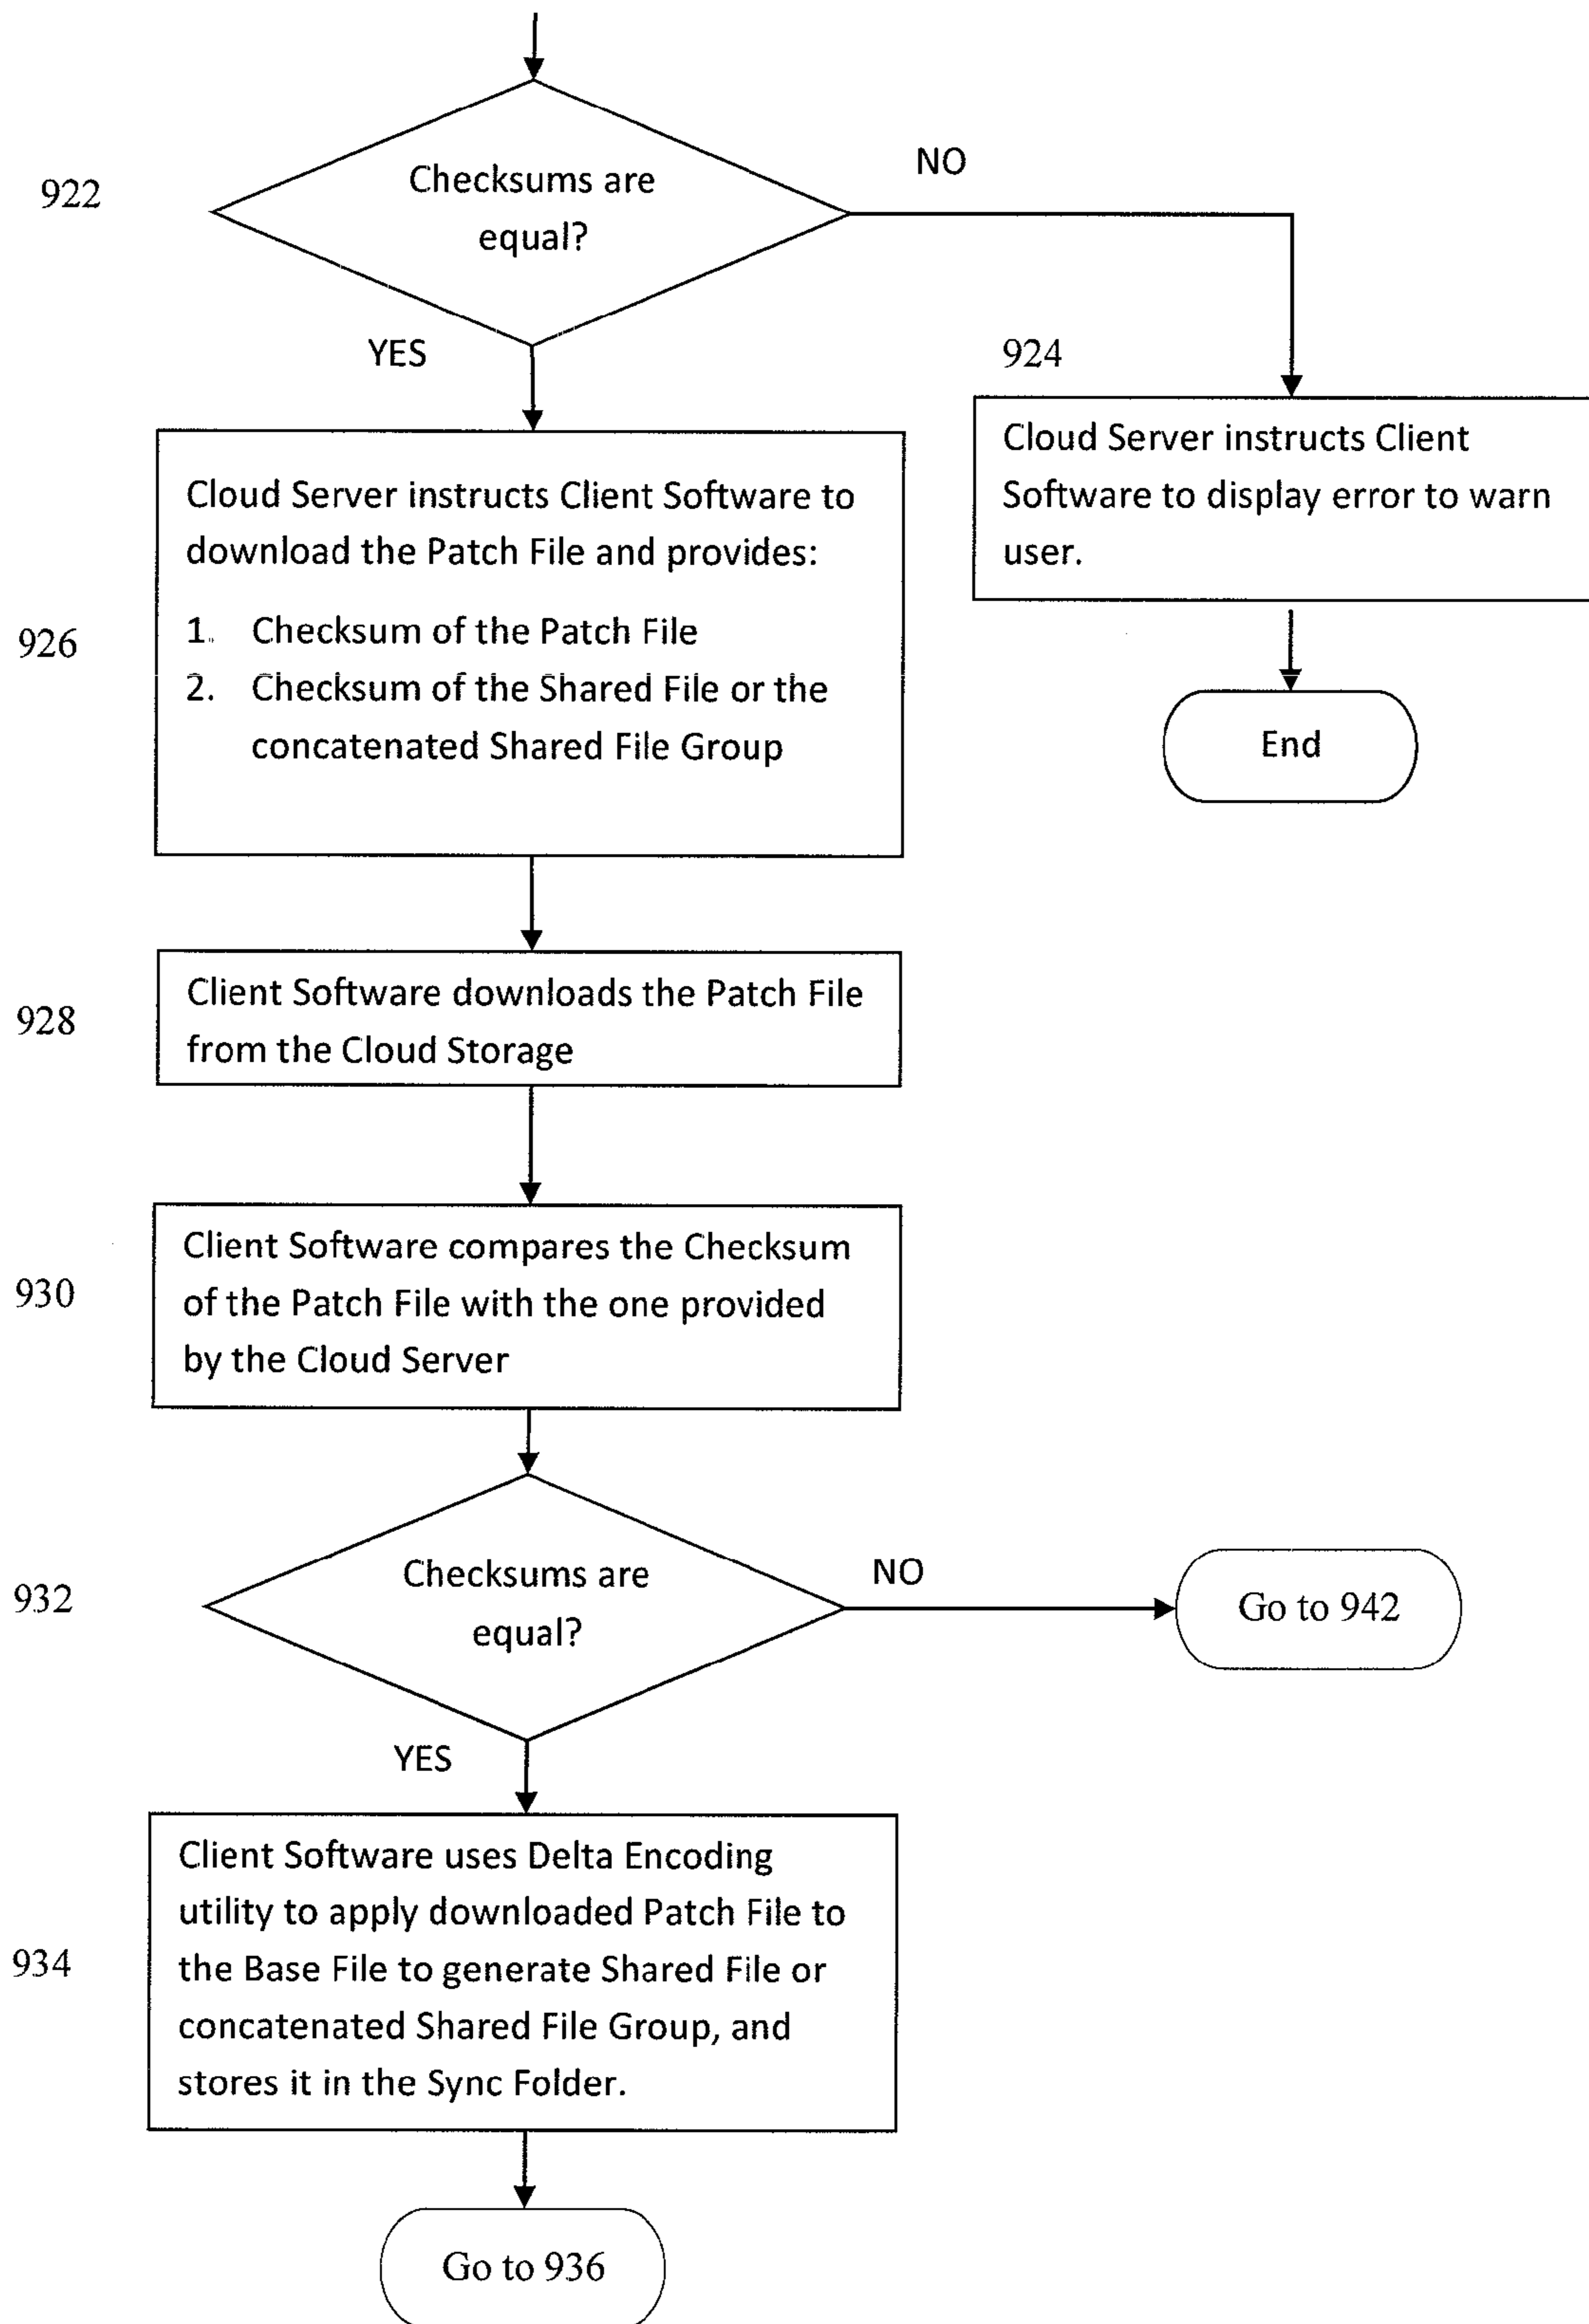 922
Checksums are
equal?
NO
YES
924
Cloud Server instructs Client
Software to display error to warn
user.
End
926
Cloud Server instructs Client Software to
download the Patch File and provides:
1. Checksum of the Patch File
2. Checksum of the Shared File or the
concatenated Shared File Group
928
Client Software downloads the Patch File
from the Cloud Storage
930
Client Software compares the Checksum
of the Patch File with the one provided
by the Cloud Server
932
Checksums are
equal?
NO
Go to 942
YES
934
Client Software uses Delta Encoding
utility to apply downloaded Patch File to
the Base File to generate Shared File or
concatenated Shared File Group, and
stores it in the Sync Folder.
Go to 936